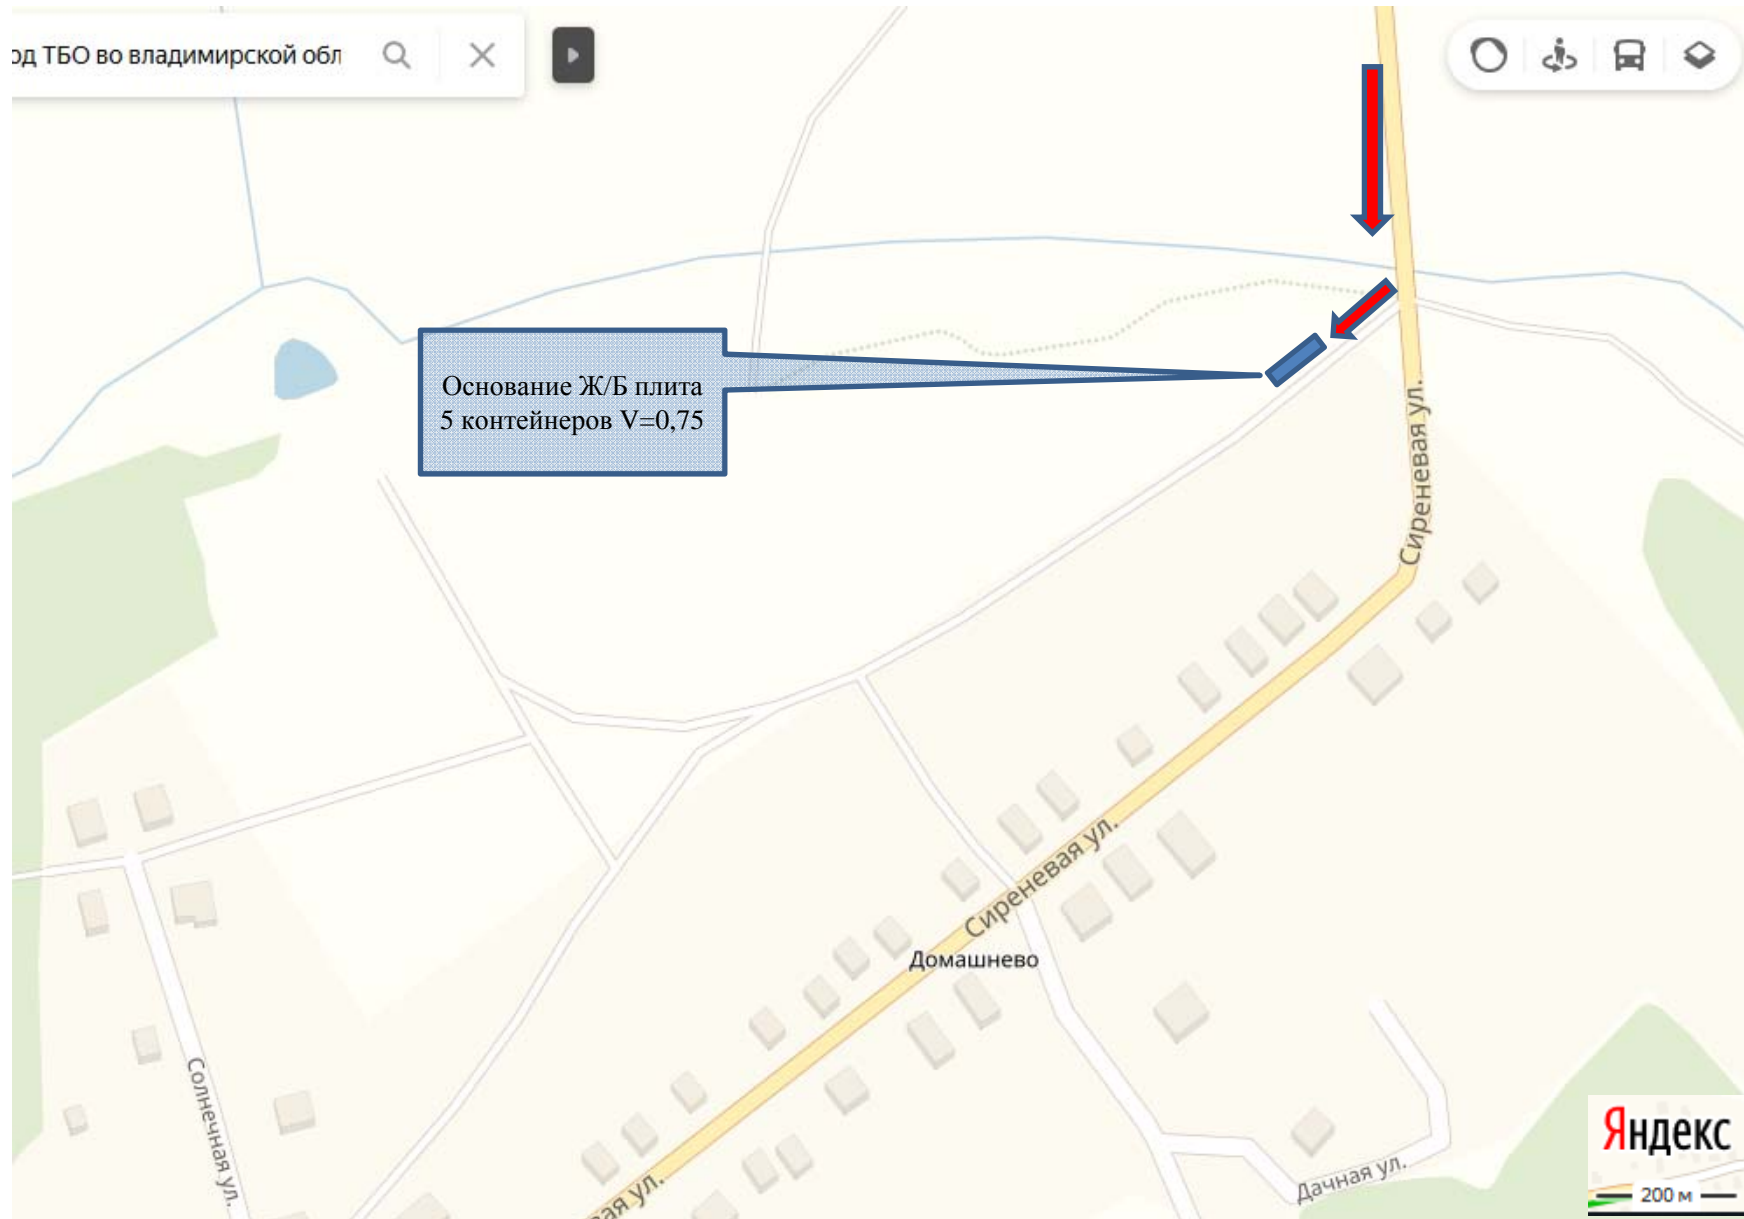 од ТБО во владимирской обл
Основание Ж/Б плита
5 контейнеров V=0,75
Сиреневая ул.
Сиреневая ул.
Домашнево
Солнечная ул.
ая ул.
Дачная ул.
Яндекс
200 м